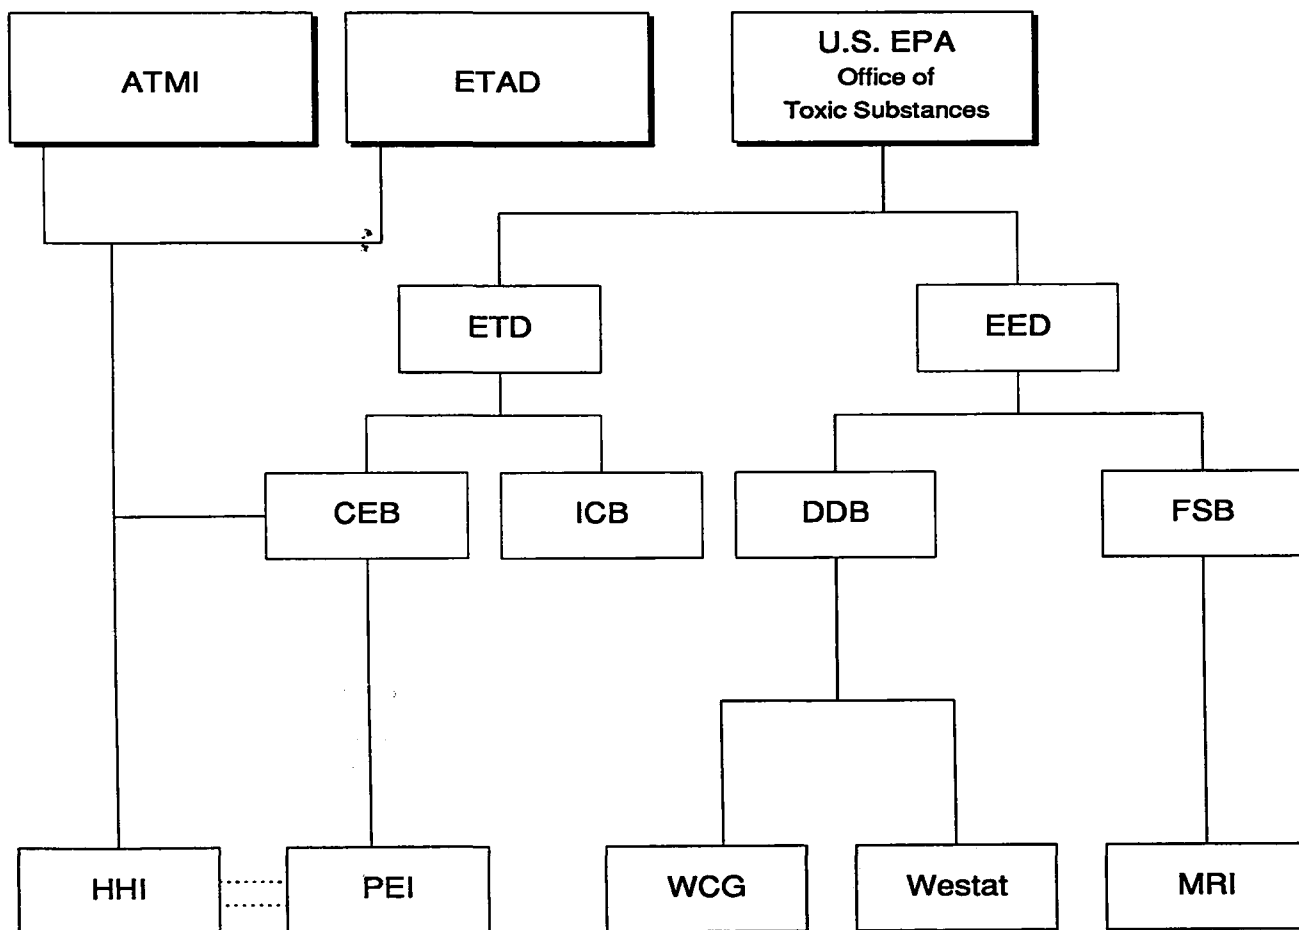 ATMI
ETAD
U.S. EPA
Office of
Toxic Substances
ETD
EED
CEB
ICB
DDB
FSB
HHI
PEI
WCG
Westat
MRI